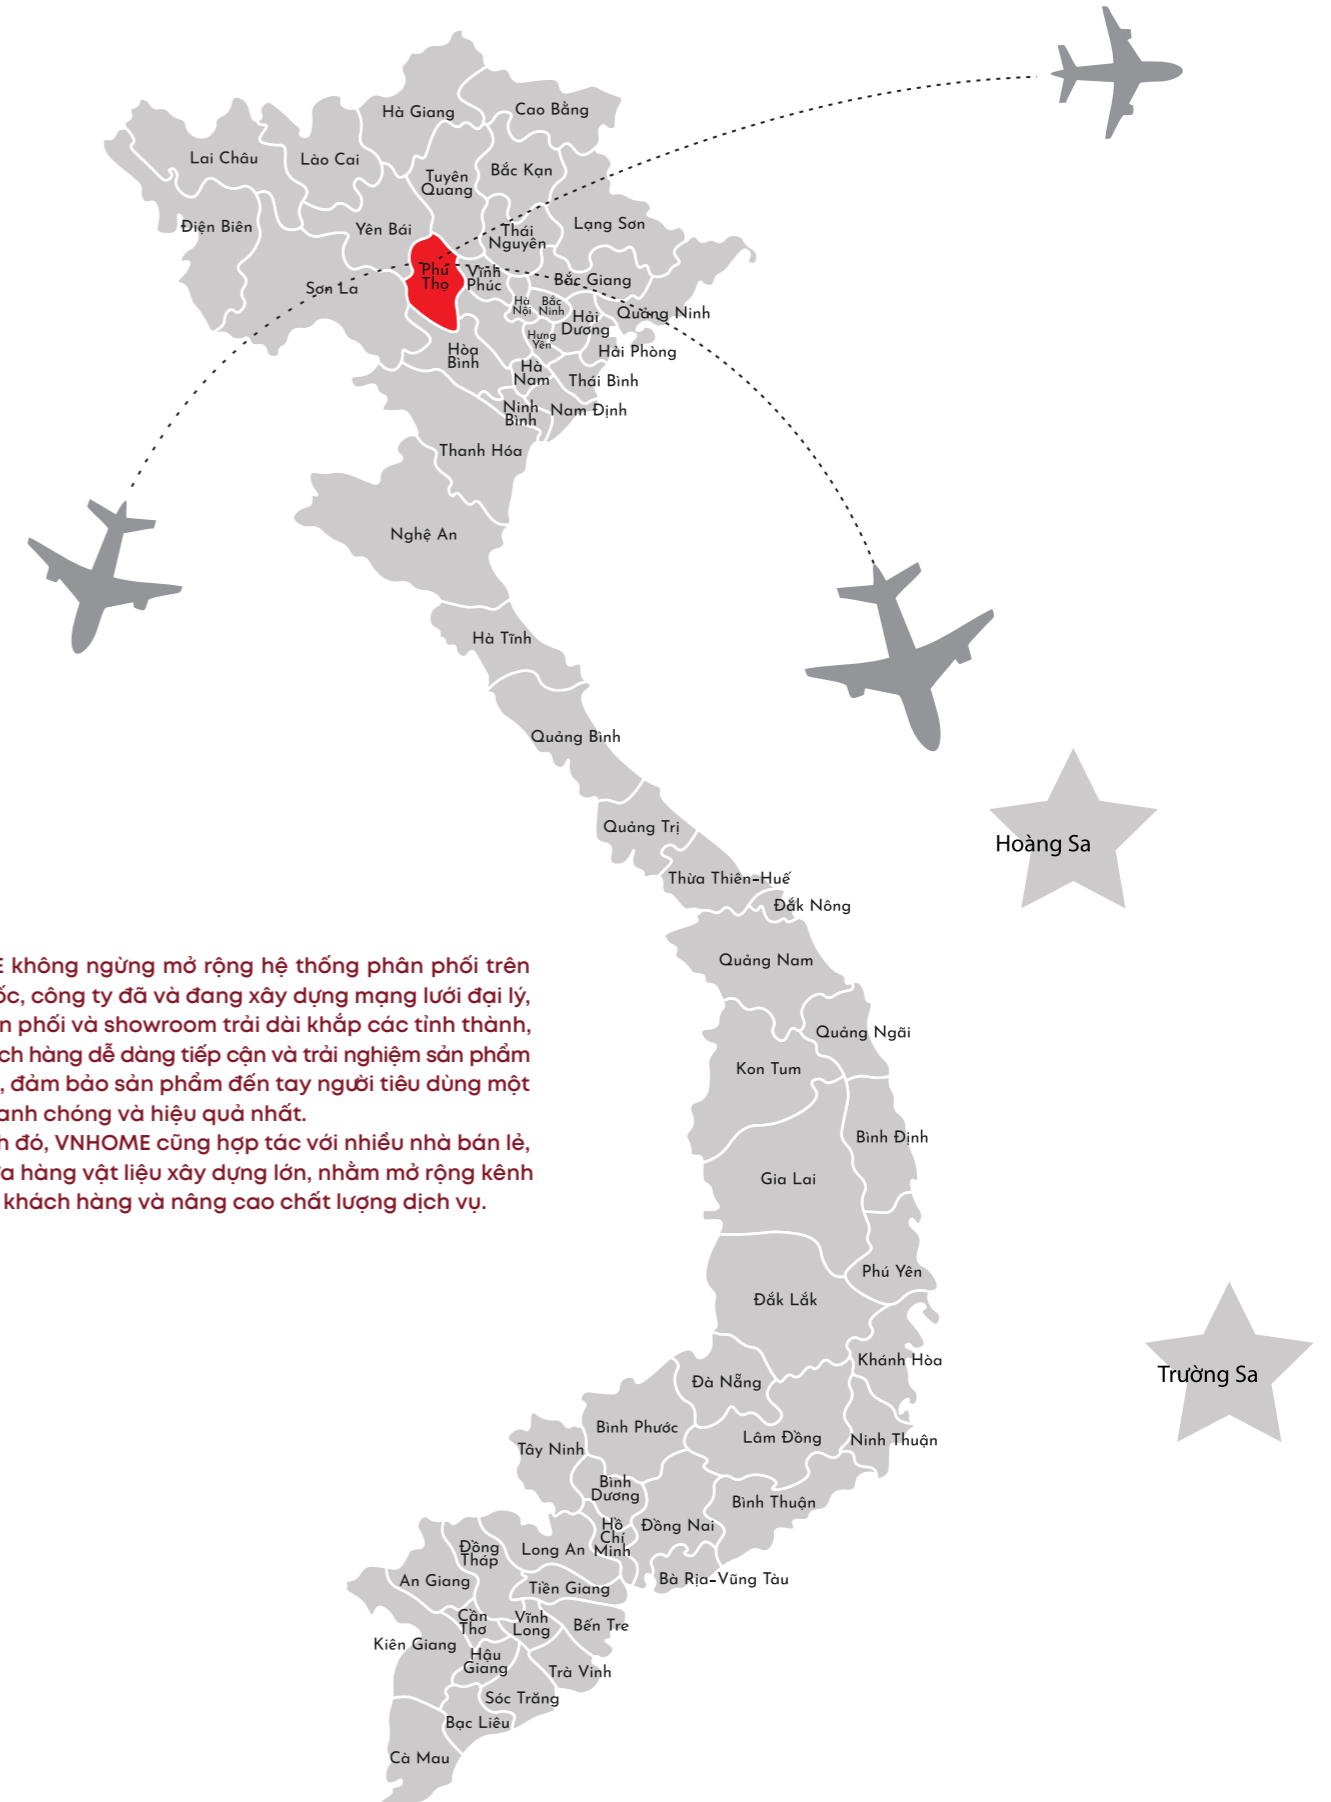 Hà Giang
Cao Bằng
Lai Châu
Lào Cai
Tuyên
Quang
Bắc Kạn
Điện Biên
Yên Bái
Thái
Nguyên
Lạng Sơn
Phú
Thọ
Vĩnh
Phúc
Bắc Giang
Sơn La
Hà
Nội
Bắc
Ninh
Hải
Dương
Quảng Ninh
Hưng
Yên
Hòa
Bình
Hải Phòng
Hà
Nam
Thái Bình
Ninh
Bình
Nam Định
Thanh Hóa
Nghệ An
Hà Tĩnh
Quảng Bình
Quảng Trị
Hoàng Sa
Thừa Thiên-Huế
Đắk Nông
Quảng Nam
E không ngừng mở rộng hệ thống phân phối trên
ốc, công ty đã và đang xây dựng mạng lưới đại lý,
n phối và showroom trải dài khắp các tỉnh thành,
ch hàng dễ dàng tiếp cận và trải nghiệm sản phẩm
, đảm bảo sản phẩm đến tay người tiêu dùng một
anh chóng và hiệu quả nhất.
h đó, VNHOME cũng hợp tác với nhiều nhà bán lẻ,
a hàng vật liệu xây dựng lớn, nhằm mở rộng kênh
khách hàng và nâng cao chất lượng dịch vụ.
Quảng Ngãi
Kon Tum
Bình Định
Gia Lai
Phú Yên
Đắk Lắk
Khánh Hòa
Trường Sa
Đà Nẵng
Bình Phước
Lâm Đồng
Ninh Thuận
Tây Ninh
Bình
Dương
Bình Thuận
Hồ
Chí
Minh
Đồng Nai
Đồng
Tháp
Long An
Bà Rịa-Vũng Tàu
An Giang
Tiền Giang
Cần
Thơ
Vĩnh
Long
Bến Tre
Kiên Giang
Hậu
Giang
Trà Vinh
Sóc Trăng
Bạc Liêu
Cà Mau